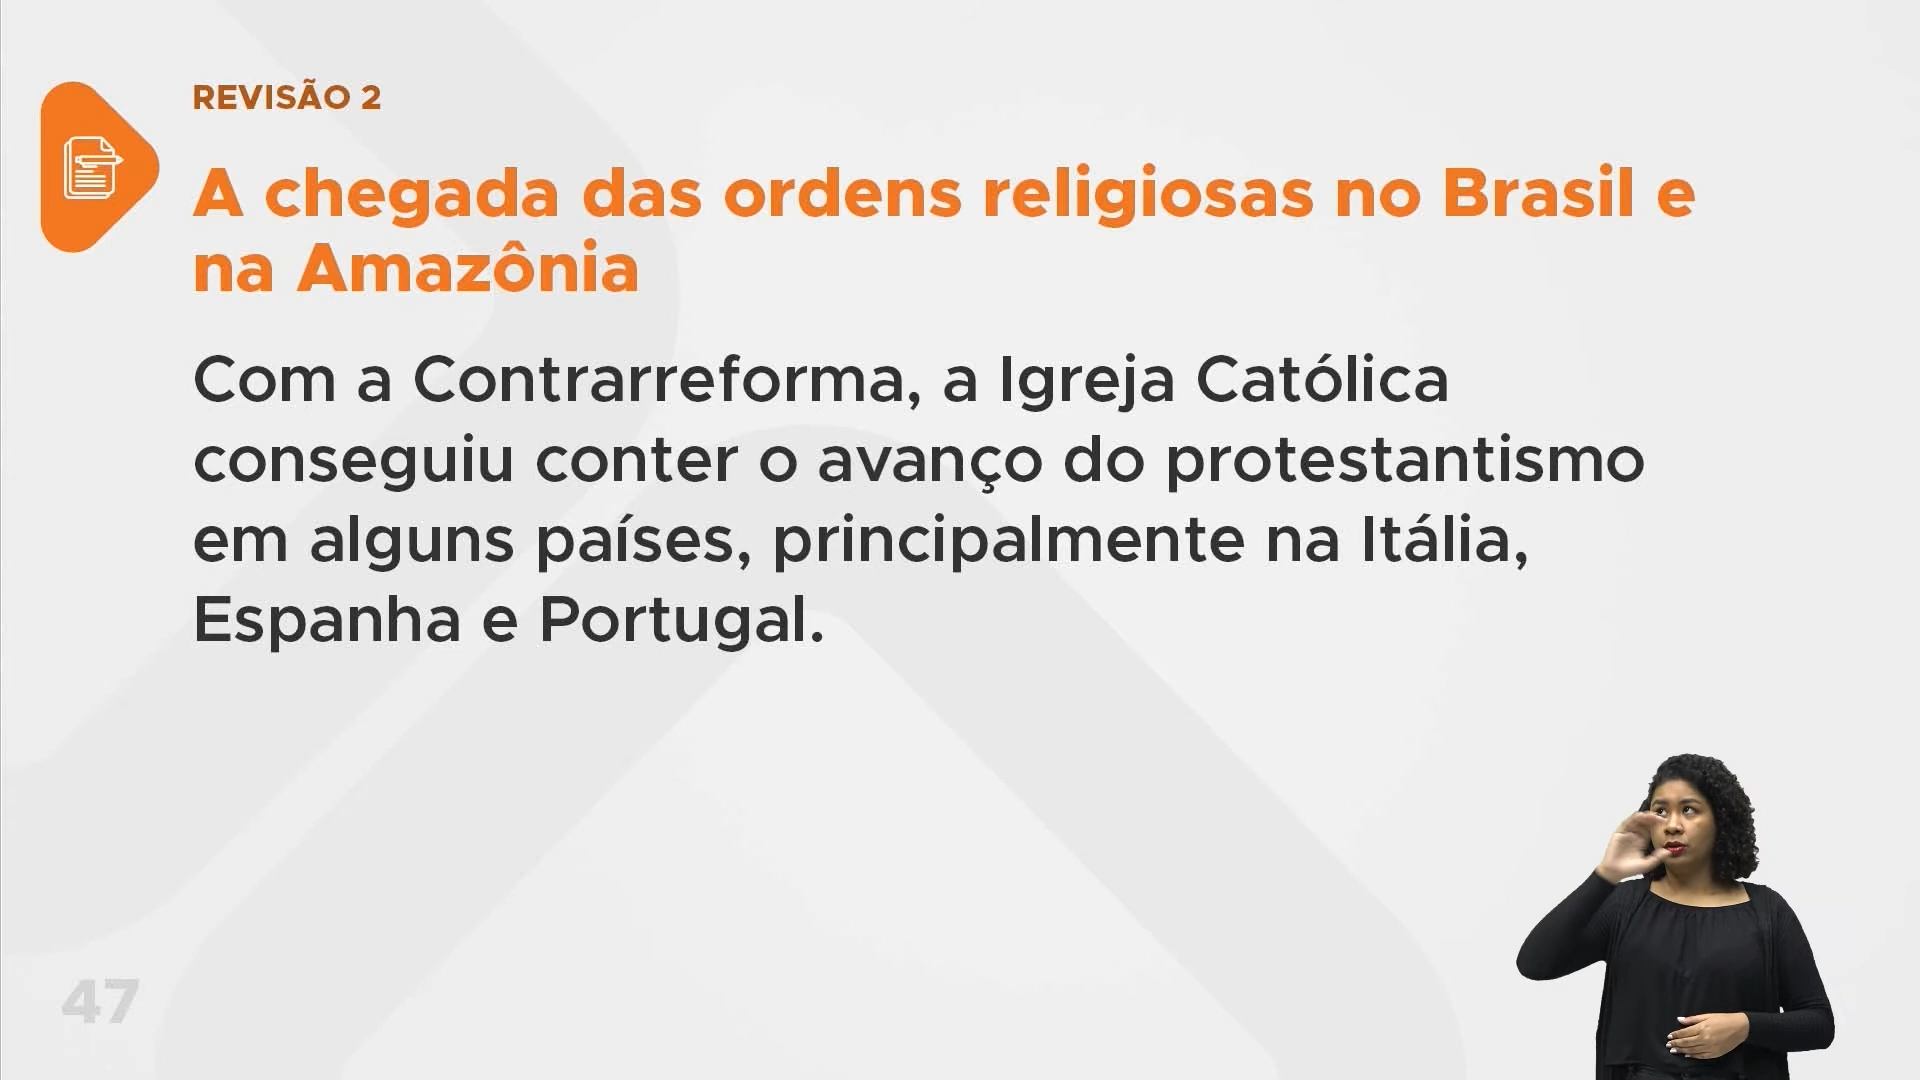 REVISÃO 2
A chegada das ordens religiosas no Brasil e
na Amazônia
Com a Contrarreforma, a Igreja Católica
conseguiu conter o avanço do protestantismo
em alguns países, principalmente na Itália,
Espanha e Portugal.
47